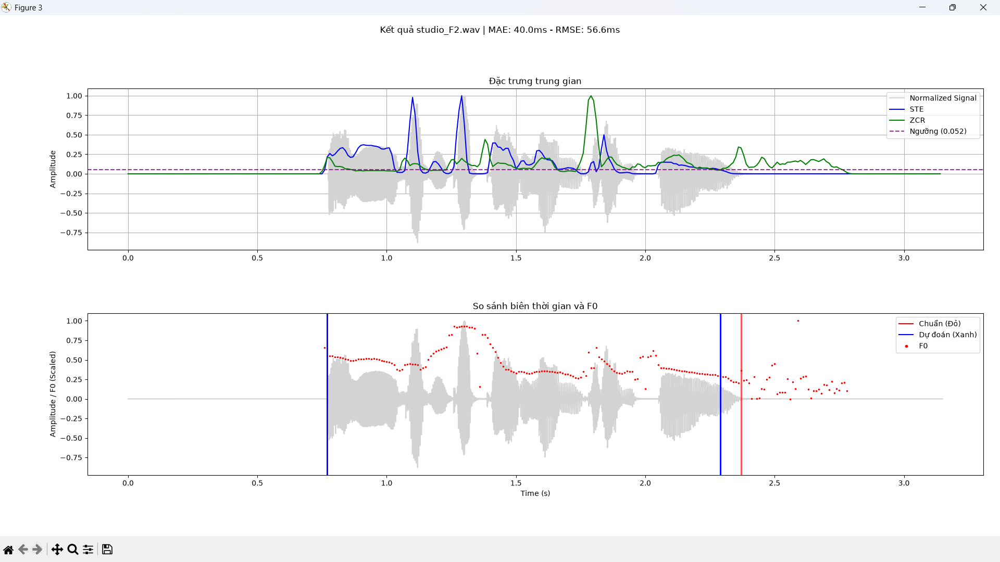 Figure 3
Kết quả studio_F2.wav | MAE: 40.0ms - RMSE: 56.6ms
Đặc trưng trung gian
1.00
0.75
0.50
0.25
0.00
−0.25
−0.50
−0.75
Amplitude
Normalized Signal
STE
ZCR
Ngưỡng (0.052)
0.0 0.5 1.0 1.5 2.0 2.5 3.0
So sánh biên thời gian và F0
1.00
0.75
0.50
0.25
0.00
−0.25
−0.50
−0.75
Amplitude / F0 (Scaled)
Chuẩn (Đỏ)
Dự đoán (Xanh)
F0
0.0 0.5 1.0 1.5 2.0 2.5 3.0
Time (s)